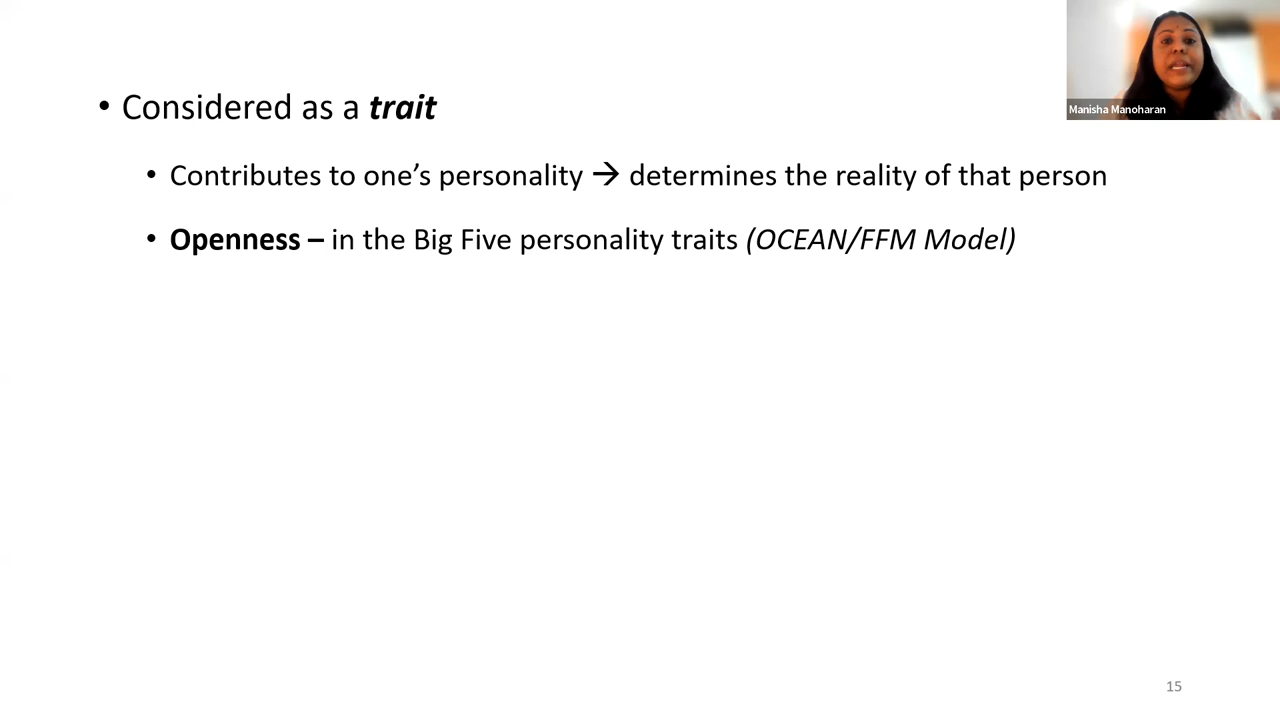 Manisha Manoharan
• Considered as a trait
• Contributes to one’s personality → determines the reality of that person
• Openness – in the Big Five personality traits (OCEAN/FFM Model)
15